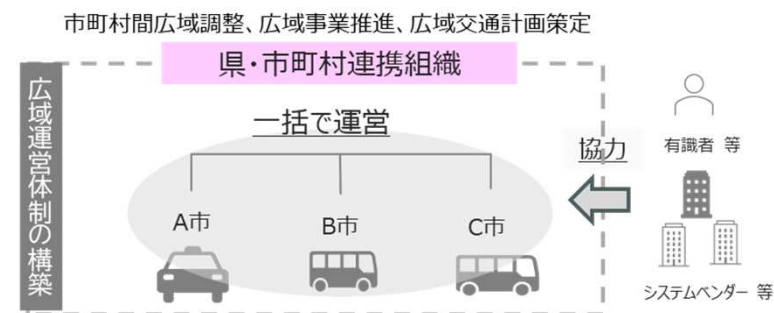 市町村間広域調整、広域事業推進、広域交通計画策定
県・市町村連携組織
広域運営体制の構築
一括で運営
A市
B市
C市
協力
有識者 等
システムベンダー 等